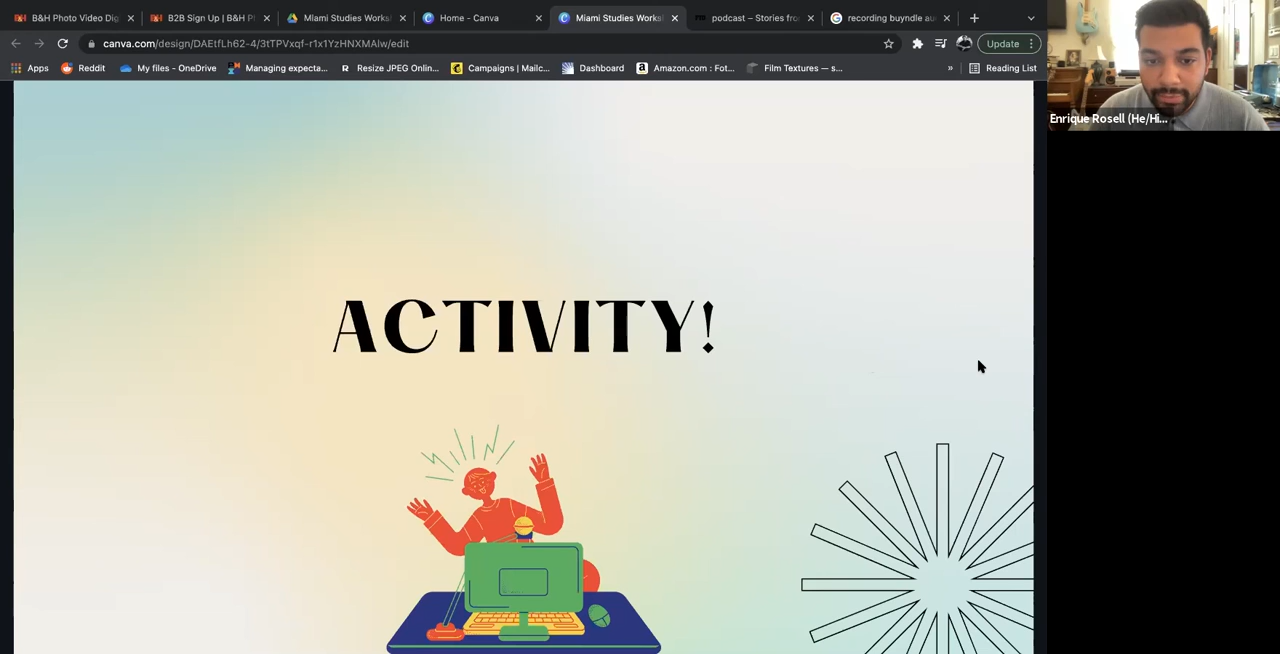 B&H Photo Video Dig
B2B Sign Up | B&H P
Miami Studies Works
Home - Canva
Miami Studies Works
podcast – Stories fro
recording buyndle au
canva.com/design/DAEtfLh62-4/3tTPVxqf-r1x1YzHNXMAlw/edit
Update
Apps
Reddit
My files - OneDrive
Managing expecta...
Resize JPEG Onlin...
Campaigns | Mailc...
Dashboard
Amazon.com : Fot...
Film Textures — s...
»
Reading List
Enrique Rosell (He/Hi...
ACTIVITY!